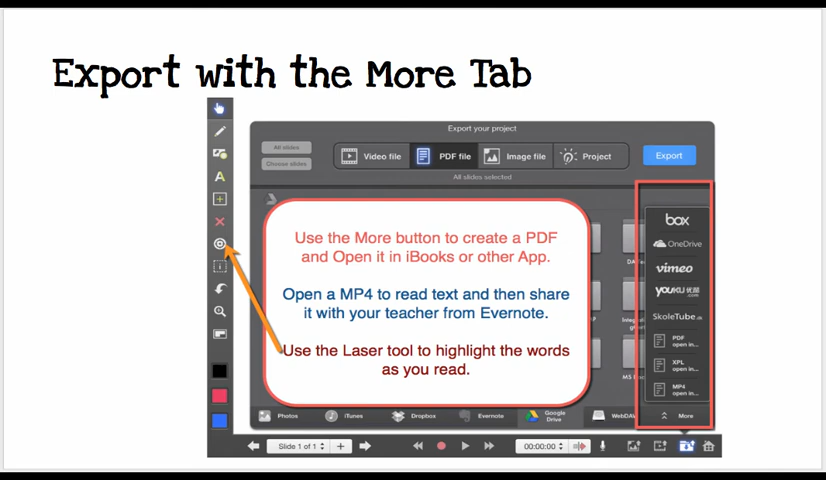 Export with the More Tab
Export your project
All slides
Choose slides
Video file
PDF file
Image file
Project
Export
All slides selected
Use the More button to create a PDF
and Open it in iBooks or other App.
Open a MP4 to read text and then share
it with your teacher from Evernote.
Use the Laser tool to highlight the words
as you read.
box
OneDrive
vimeo
YOUKU 优酷
SkoleTube.dk
PDF
open in...
XPL
open in...
MP4
open in...
More
Photos
iTunes
Dropbox
Evernote
Google
Drive
Slide 1 of 1
00:00:00